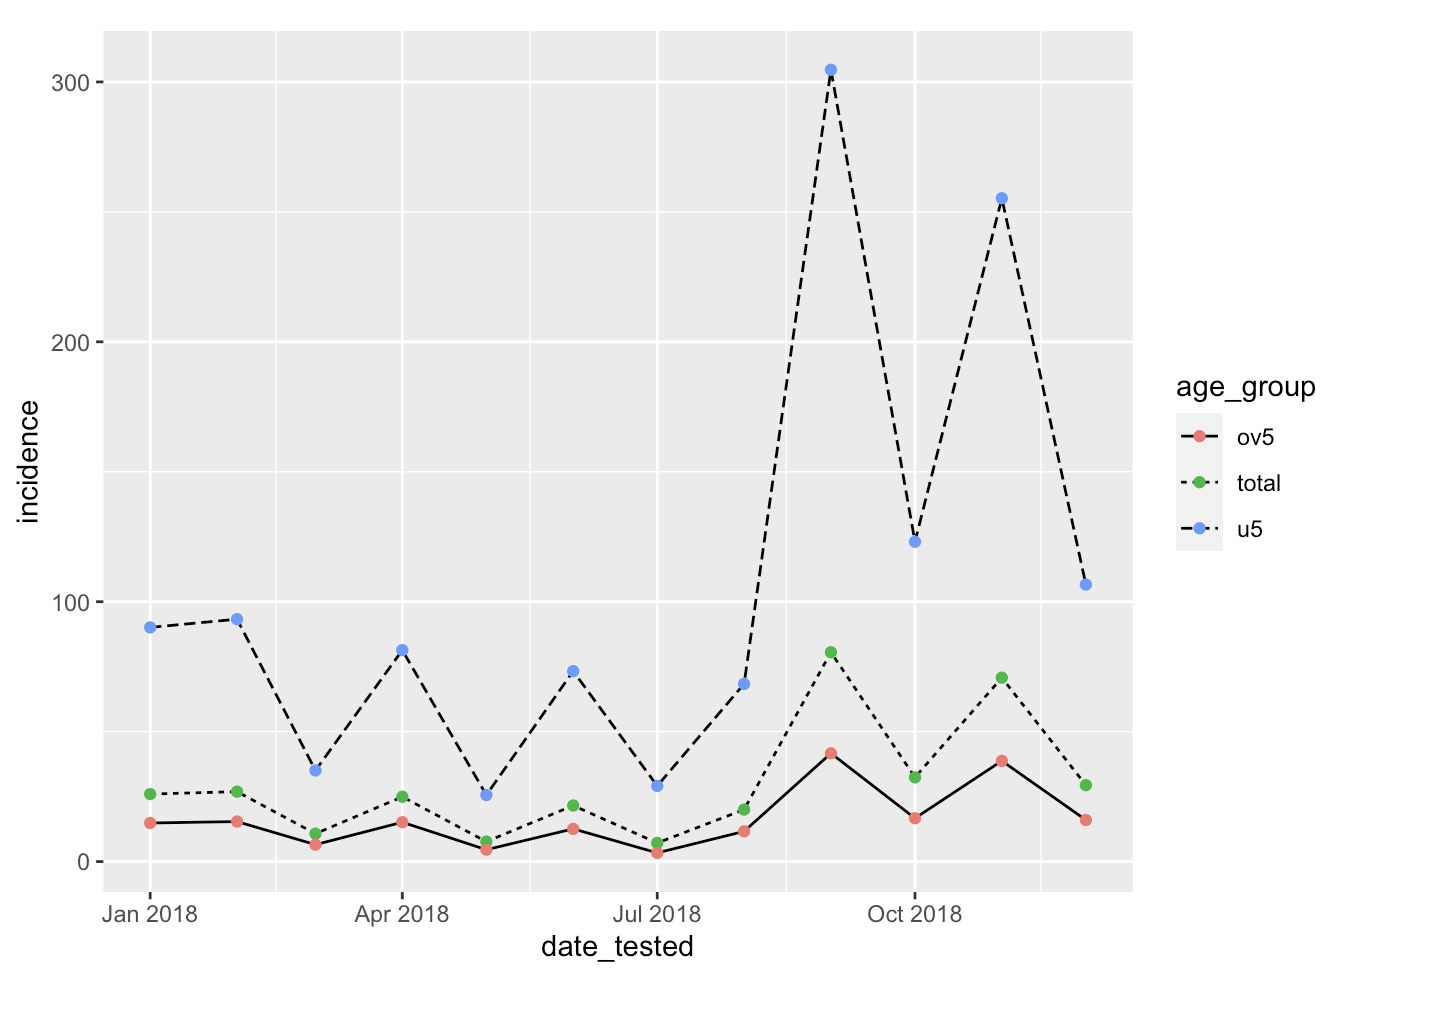 300
200
100
0
incidence
Jan 2018
Apr 2018
Jul 2018
Oct 2018
date_tested
age_group
ov5
total
u5